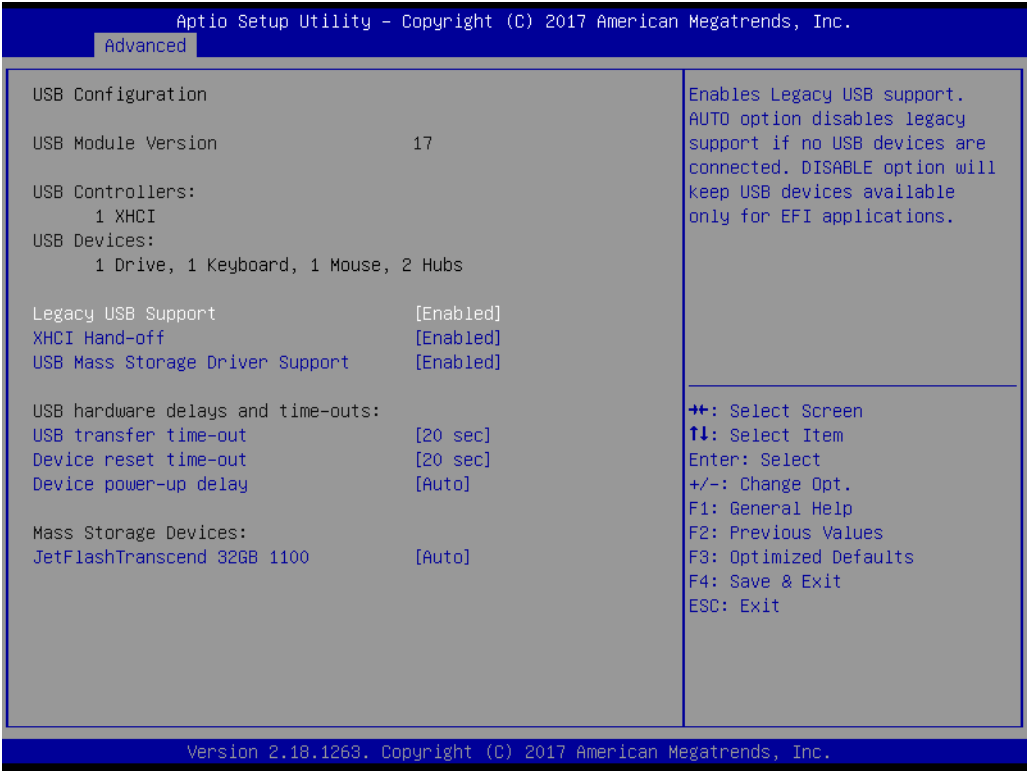 Aptio Setup Utility – Copyright (C) 2017 American Megatrends, Inc.
Advanced
USB Configuration
USB Module Version 17
USB Controllers:
1 XHCI
USB Devices:
1 Drive, 1 Keyboard, 1 Mouse, 2 Hubs
Legacy USB Support [Enabled]
XHCI Hand-off [Enabled]
USB Mass Storage Driver Support [Enabled]
USB hardware delays and time-outs:
USB transfer time-out [20 sec]
Device reset time-out [20 sec]
Device power-up delay [Auto]
Mass Storage Devices:
JetFlashTranscend 32GB 1100 [Auto]
Enables Legacy USB support.
AUTO option disables legacy
support if no USB devices are
connected. DISABLE option will
keep USB devices available
only for EFI applications.
→←: Select Screen
↑↓: Select Item
Enter: Select
+/-: Change Opt.
F1: General Help
F2: Previous Values
F3: Optimized Defaults
F4: Save & Exit
ESC: Exit
Version 2.18.1263. Copyright (C) 2017 American Megatrends, Inc.